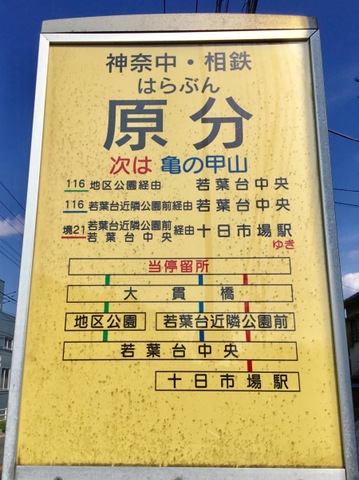 神奈中・相鉄
はらぶん
原分
次は 亀の甲山
116 地区公園経由 若葉台中央
116 若葉台近隣公園前経由 若葉台中央
境21 若葉台近隣公園前 若葉台中央 経由 十日市場駅
ゆき
当停留所
大貫橋
地区公園 若葉台近隣公園前
若葉台中央
十日市場駅